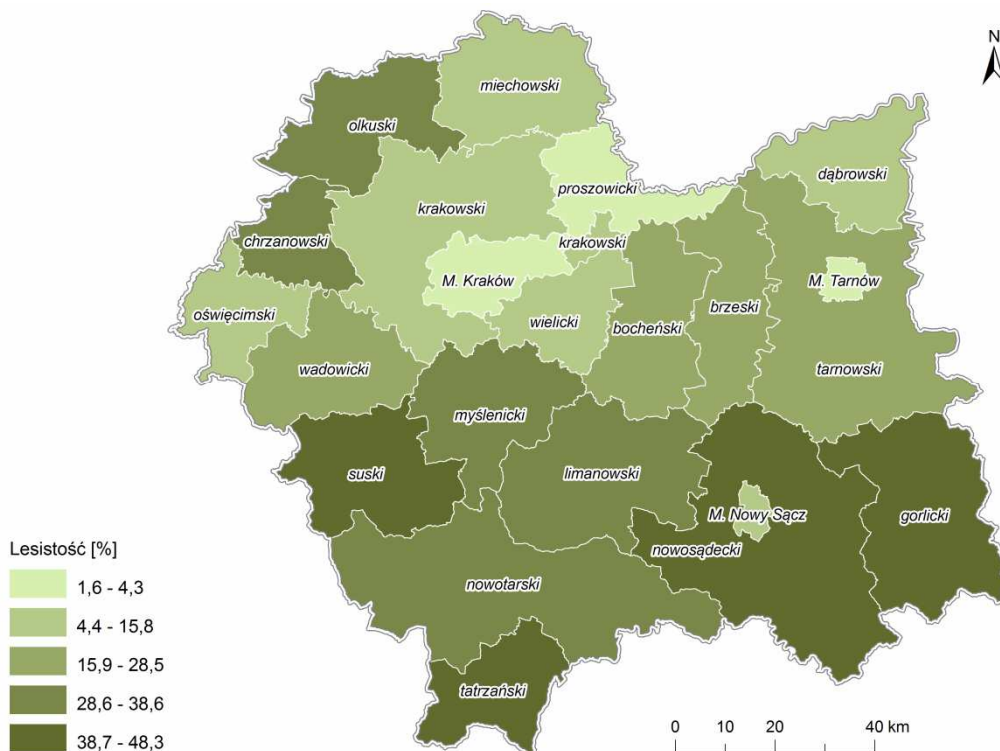 N
miechowski
olkuski
dąbrowski
proszowicki
krakowski
chrzanowski
krakowski
M. Kraków
M. Tarnów
oświęcimski
wielicki
bocheński
brzeski
wadowicki
tarnowski
myślenicki
suski
limanowski
M. Nowy Sącz
gorlicki
nowosądecki
nowotarski
tatrzański
Lesistość [%]
1,6 - 4,3
4,4 - 15,8
15,9 - 28,5
28,6 - 38,6
38,7 - 48,3
0 10 20 40 km